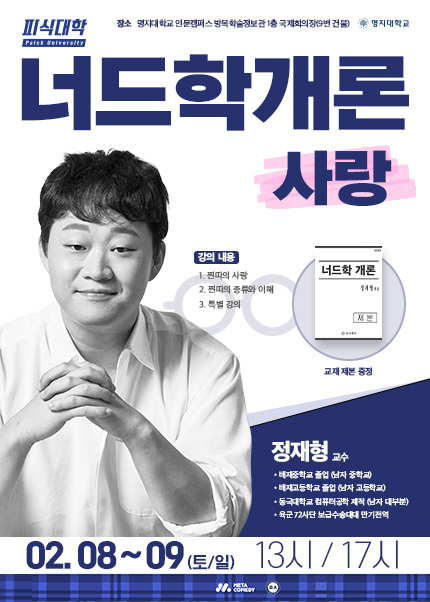 피식대학
Psick University
장소 명지대학교 인문캠퍼스 방목학술정보관 1층 국제회의장(9번 건물)
명지대학교
너드학개론
사랑
강의 내용
1. 찐따의 사랑
2. 찐따의 종류와 이해
3. 특별 강의
너드학 개론
정재형
제 본
교재 제본 증정
정재형 교수
• 배재중학교 졸업 (남자 중학교)
• 배재고등학교 졸업 (남자 고등학교)
• 동국대학교 컴퓨터공학 제적 (남자 대부분)
• 육군 72사단 보급수송대대 만기전역
02. 08 ~ 09 (토/일) 13시 / 17시
META
COMEDY